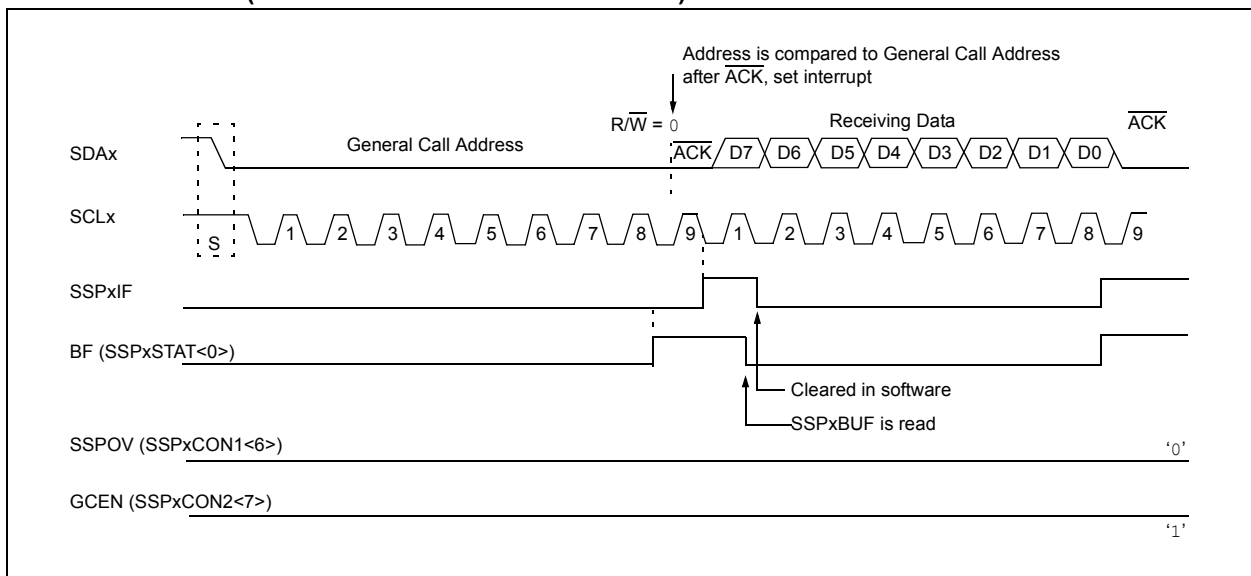 (
)
Address is compared to General Call Address
after ACK, set interrupt
R/W = 0
Receiving Data
ACK
SDAx
General Call Address
ACK D7 D6 D5 D4 D3 D2 D1 D0
SCLx
S
1 2 3 4 5 6 7 8 9 1 2 3 4 5 6 7 8 9
SSPxIF
BF (SSPxSTAT<0>)
Cleared in software
SSPxBUF is read
SSPOV (SSPxCON1<6>)
‘0’
GCEN (SSPxCON2<7>)
‘1’